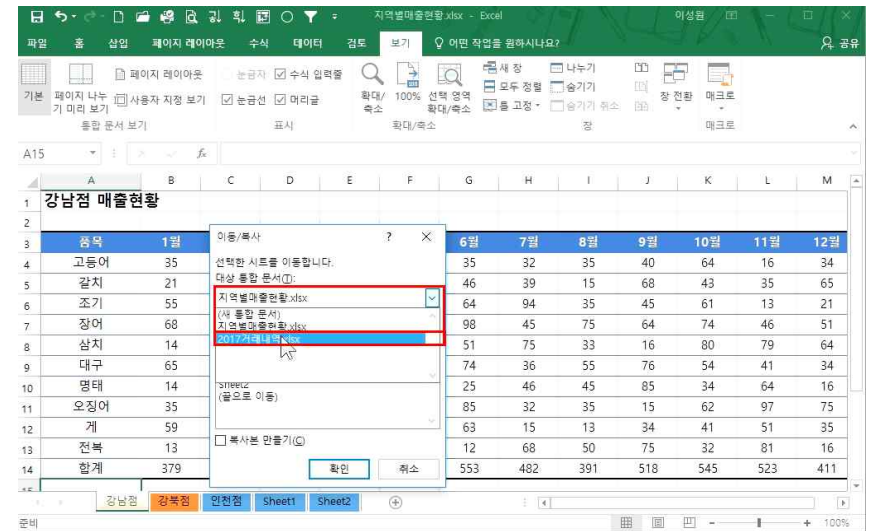 지역별매출현황.xlsx - Excel
이성원
파일 홈 삽입 페이지 레이아웃 수식 데이터 검토 보기 어떤 작업을 원하시나요? 공유
기본 페이지 나누기 미리 보기 페이지 레이아웃 사용자 지정 보기
눈금자 수식 입력줄
눈금선 머리글
확대/축소 100% 선택 영역 확대/축소
새 창 모두 정렬 틀 고정 나누기 숨기기 숨기기 취소 창 전환 매크로
통합 문서 보기 표시 확대/축소 창 매크로
A15 fx
A B C D E F G H I J K L M
1 강남점 매출현황
2
3 품목 1월 6월 7월 8월 9월 10월 11월 12월
4 고등어 35 35 32 35 40 64 16 34
5 갈치 21 46 39 15 68 43 35 65
6 조기 55 64 94 35 45 61 13 21
7 장어 68 98 45 75 64 74 46 51
8 삼치 14 51 75 33 16 80 79 64
9 대구 65 74 36 55 76 54 41 34
10 명태 14 25 46 45 85 34 64 16
11 오징어 35 85 32 35 15 62 97 75
12 게 59 63 15 13 34 41 51 35
13 전복 13 12 68 50 75 32 81 16
14 합계 379 553 482 391 518 545 523 411
이동/복사 ?
선택한 시트를 이동합니다.
대상 통합 문서(T):
지역별매출현황.xlsx
(새 통합 문서)
지역별매출현황.xlsx
2017거래내역.xlsx
Sheet2
(끝으로 이동)
복사본 만들기(C)
확인 취소
강남점 강북점 인천점 Sheet1 Sheet2
준비 100%